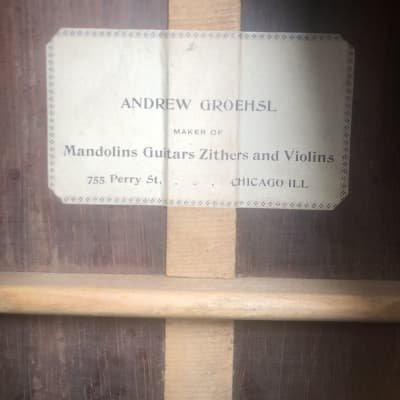 ANDREW GROEHSL
MAKER OF
Mandolins Guitars Zithers and Violins
755 Perry St, . . . CHICAGO ILL